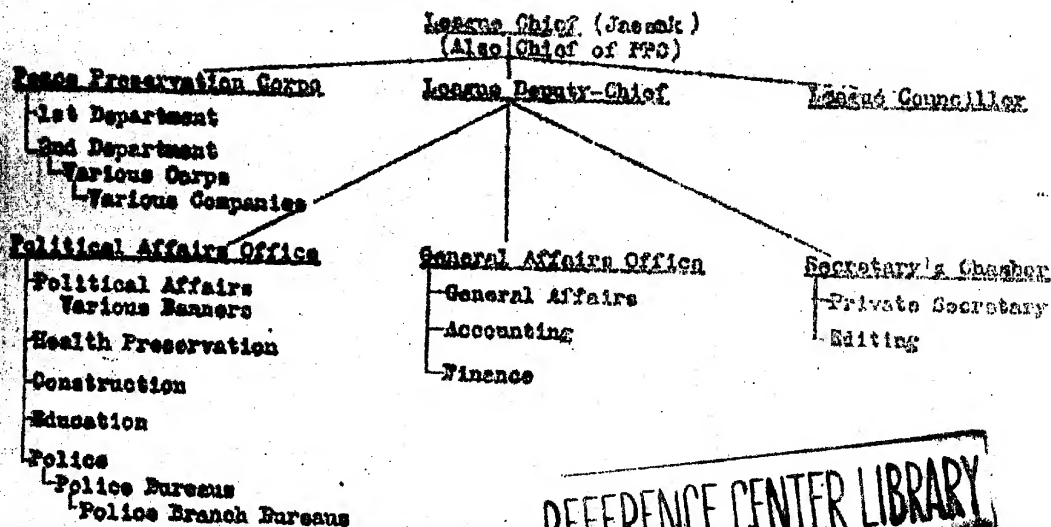 League Chief (Jassak)
(Also Chief of PPC)
Peace Preservation Corps
1st Department
2nd Department
Various Corps
Various Companies
League Deputy-Chief
League Councillor
Political Affairs Office
Political Affairs
Various Banners
Health Preservation
Construction
Education
Police
Police Bureaus
Police Branch Bureaus
General Affairs Office
General Affairs
Accounting
Finance
Secretary's Chamber
Private Secretary
Editing
REFERENCE CENTER LIBRARY